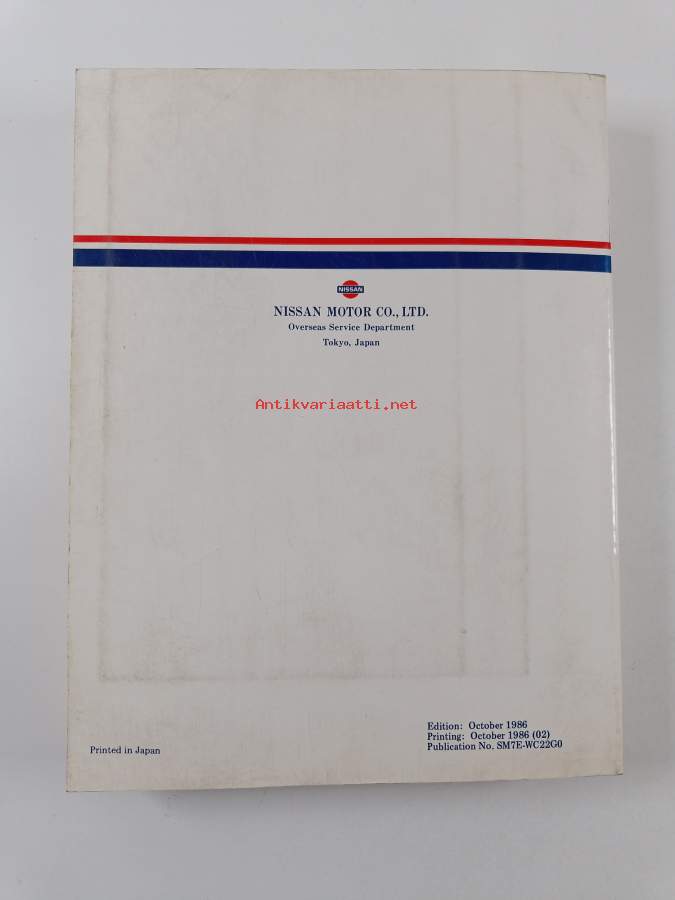 NISSAN
NISSAN MOTOR CO., LTD.
Overseas Service Department
Tokyo, Japan
Antikvariaatti.net
Edition: October 1986
Printing: October 1986 (02)
Publication No. SM7E-WC22G0
Printed in Japan